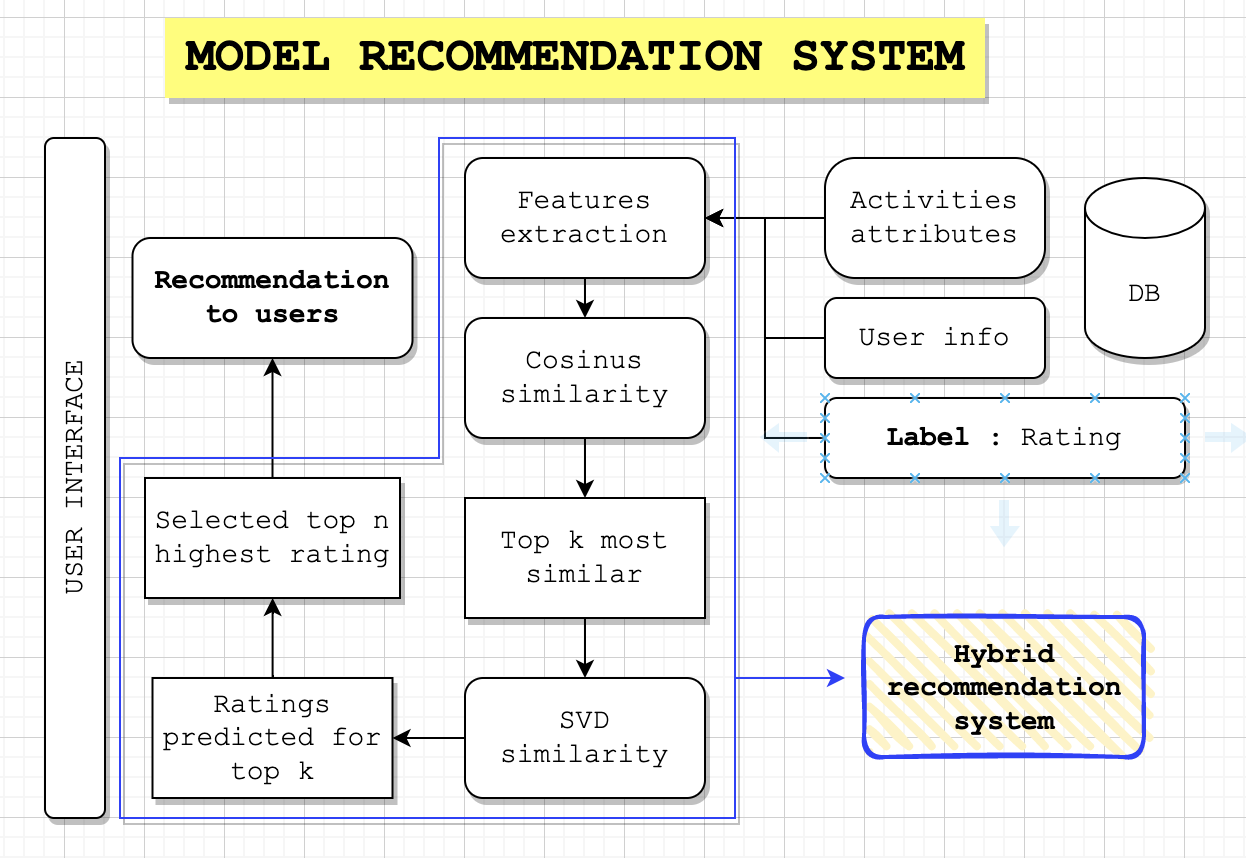 MODEL RECOMMENDATION SYSTEM
USER INTERFACE
Recommendation
to users
Selected top n
highest rating
Ratings
predicted for
top k
Features
extraction
Cosinus
similarity
Top k most
similar
SVD
similarity
Activities
attributes
User info
Label : Rating
DB
Hybrid
recommendation
system